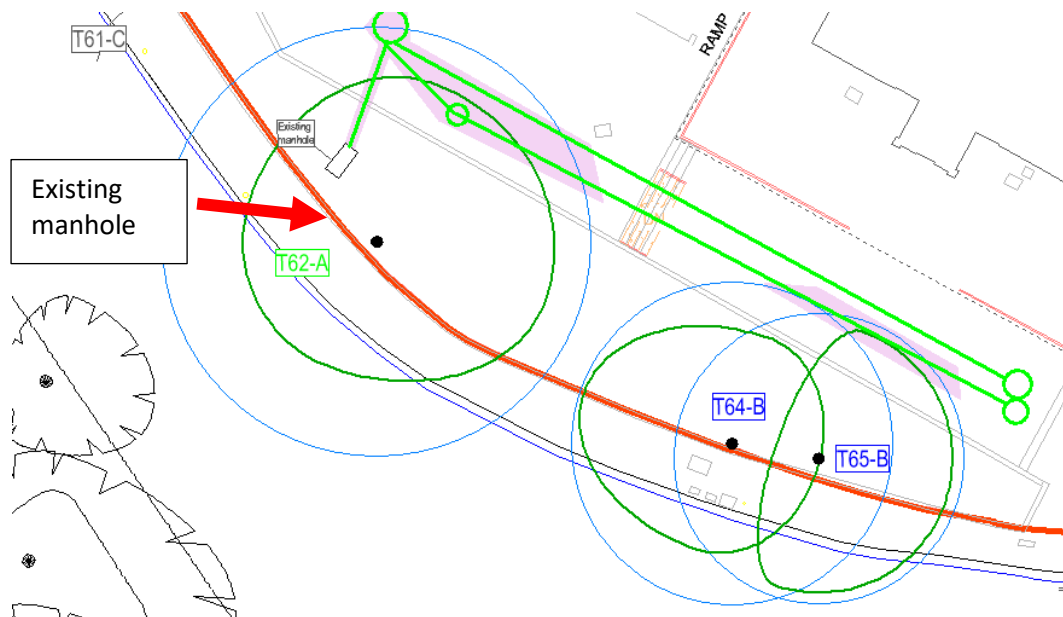 T61-C
RAMP
Existing
manhole
Existing
manhole
T62-A
T64-B
T65-B